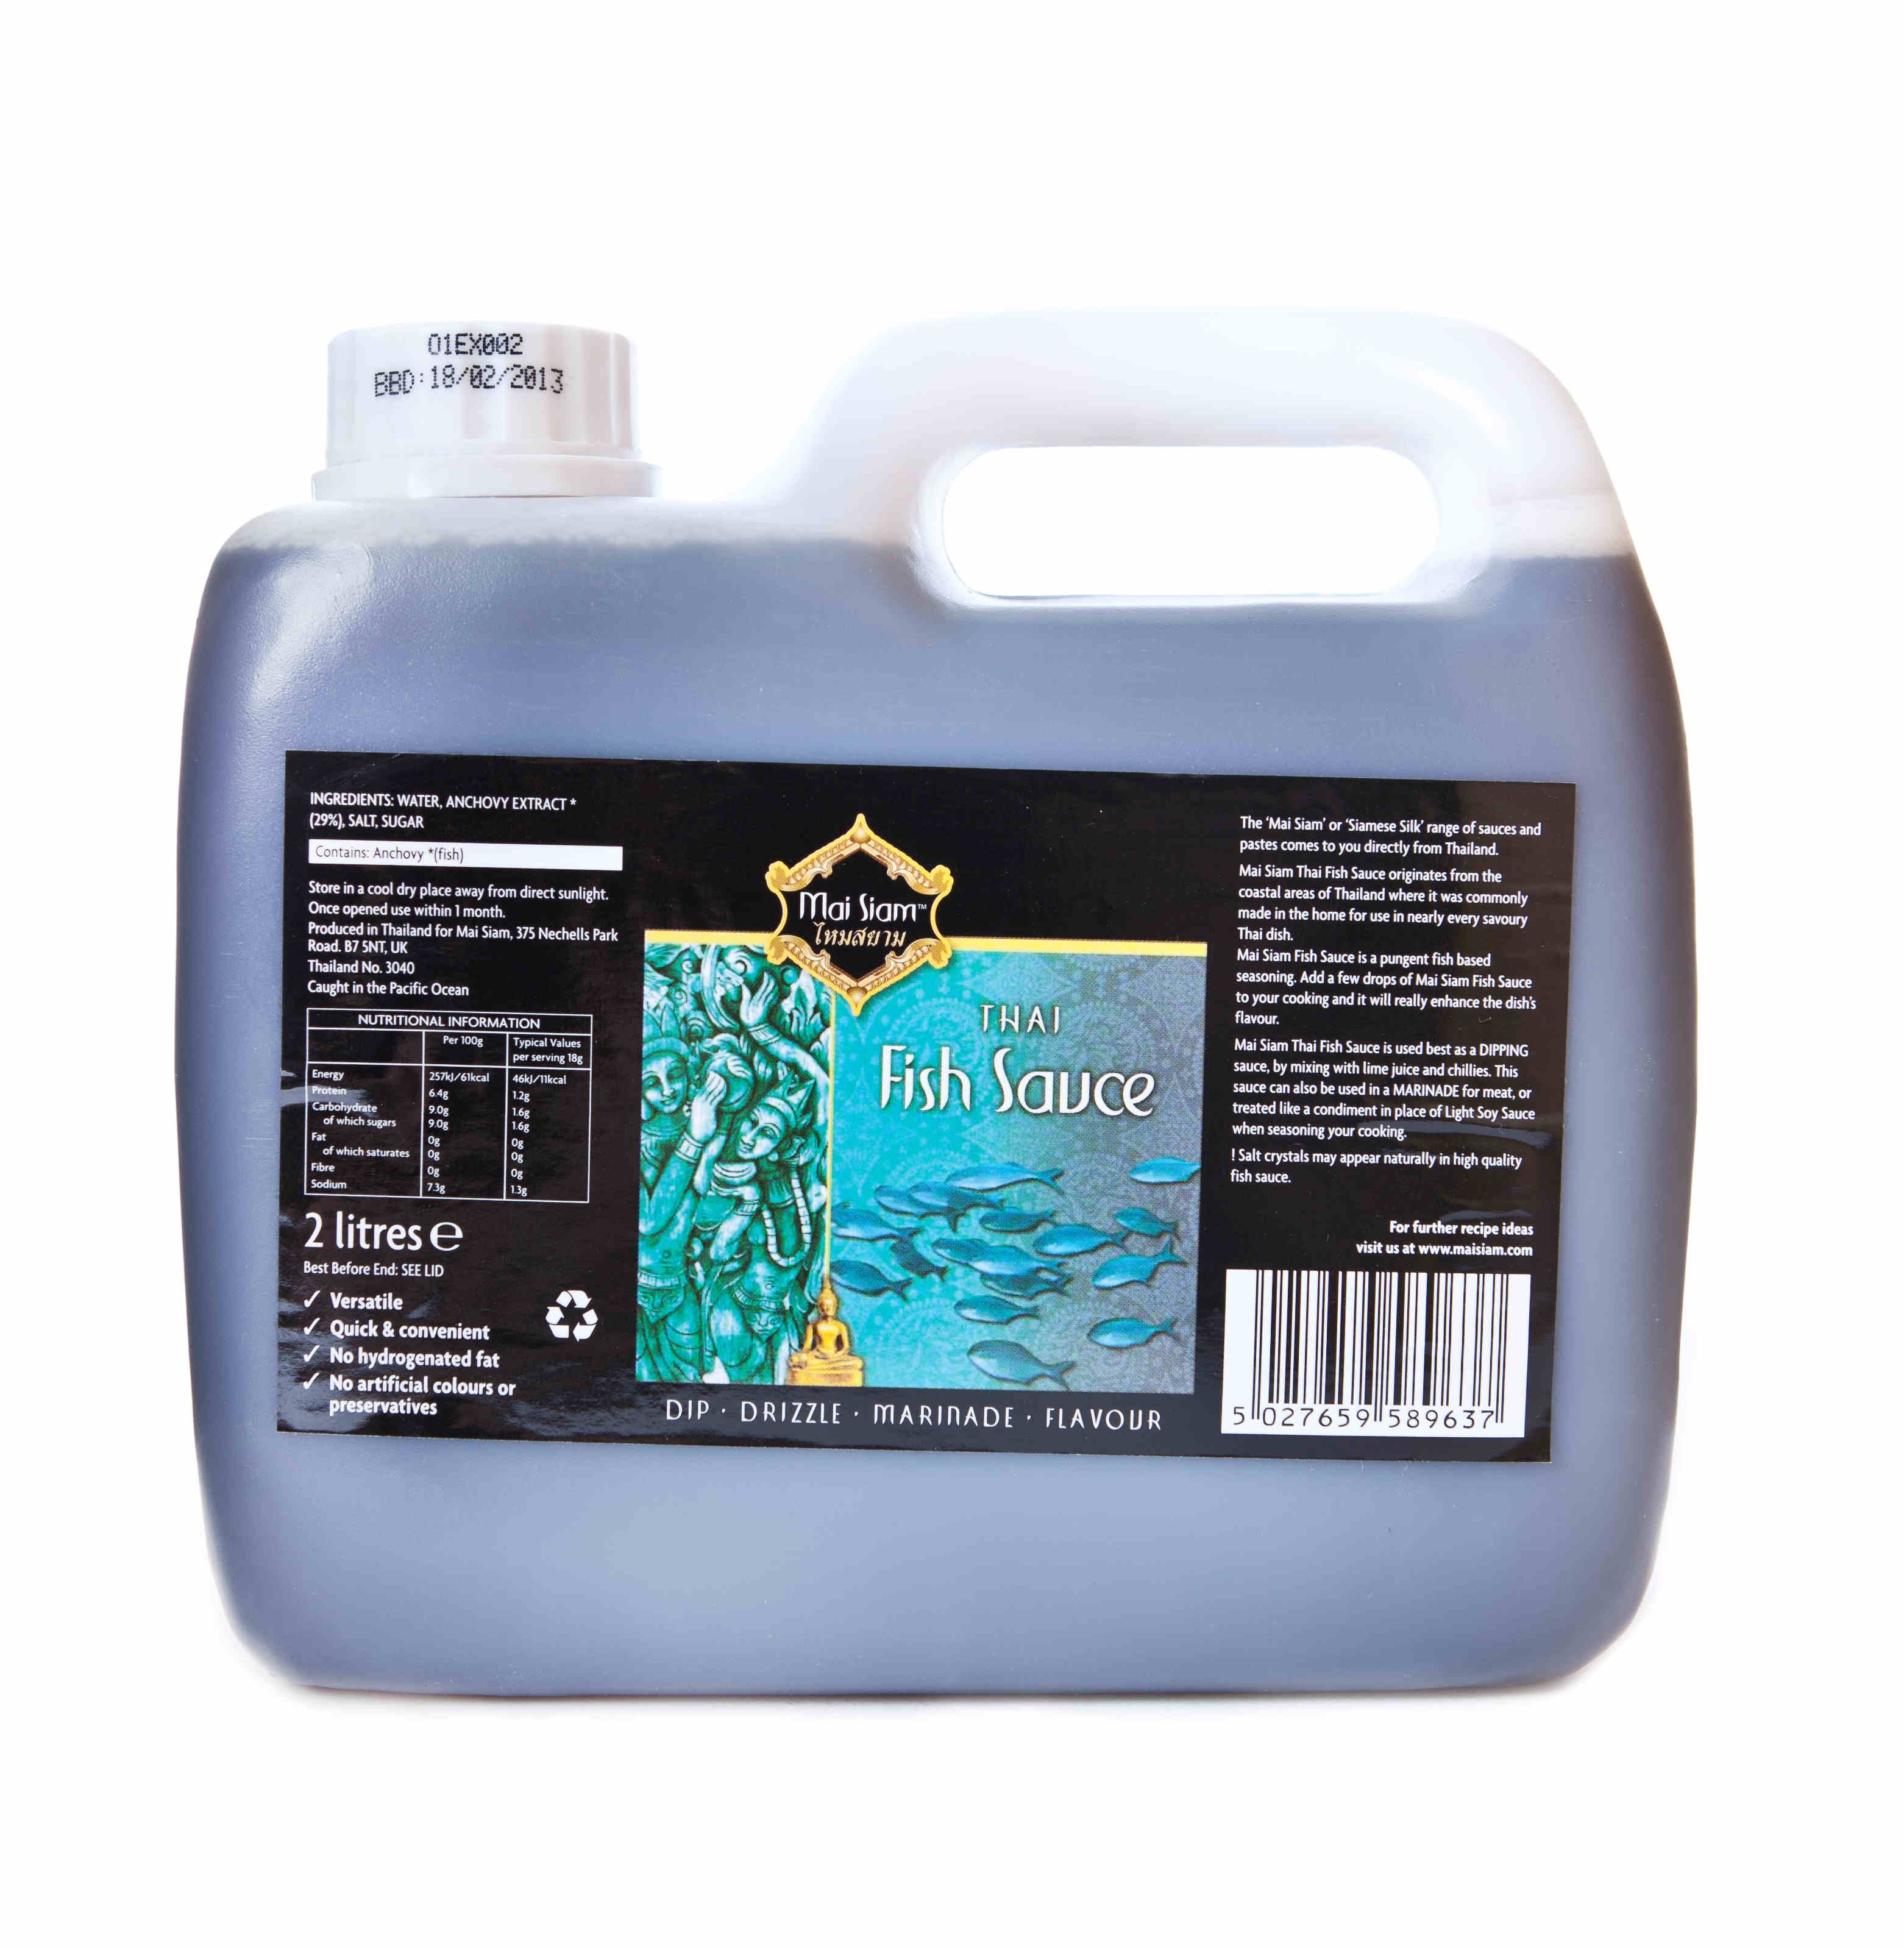 01EX002
BBD:18/02/2013
INGREDIENTS: WATER, ANCHOVY EXTRACT *
(29%), SALT, SUGAR
Contains: Anchovy *(fish)
Store in a cool dry place away from direct sunlight.
Once opened use within 1 month.
Produced in Thailand for Mai Siam, 375 Nechells Park
Road. B7 5NT, UK
Thailand No. 3040
Caught in the Pacific Ocean
NUTRITIONAL INFORMATION
Per 100g Typical Values
per serving 18g
Energy 257kJ/61kcal 46kJ/11kcal
Protein 6.4g 1.2g
Carbohydrate 9.0g 1.6g
of which sugars 9.0g 1.6g
Fat 0g 0g
of which saturates 0g 0g
Fibre 0g 0g
Sodium 7.3g 1.3g
2 litres ℮
Best Before End: SEE LID
✓ Versatile
✓ Quick & convenient
✓ No hydrogenated fat
✓ No artificial colours or
preservatives
Mai Siam™
ไหมสยาม
THAI
Fish Sauce
DIP · DRIZZLE · MARINADE · FLAVOUR
The ‘Mai Siam’ or ‘Siamese Silk’ range of sauces and
pastes comes to you directly from Thailand.
Mai Siam Thai Fish Sauce originates from the
coastal areas of Thailand where it was commonly
made in the home for use in nearly every savoury
Thai dish.
Mai Siam Fish Sauce is a pungent fish based
seasoning. Add a few drops of Mai Siam Fish Sauce
to your cooking and it will really enhance the dish’s
flavour.
Mai Siam Thai Fish Sauce is used best as a DIPPING
sauce, by mixing with lime juice and chillies. This
sauce can also be used in a MARINADE for meat, or
treated like a condiment in place of Light Soy Sauce
when seasoning your cooking.
! Salt crystals may appear naturally in high quality
fish sauce.
For further recipe ideas
visit us at www.maisiam.com
5 027659 589637